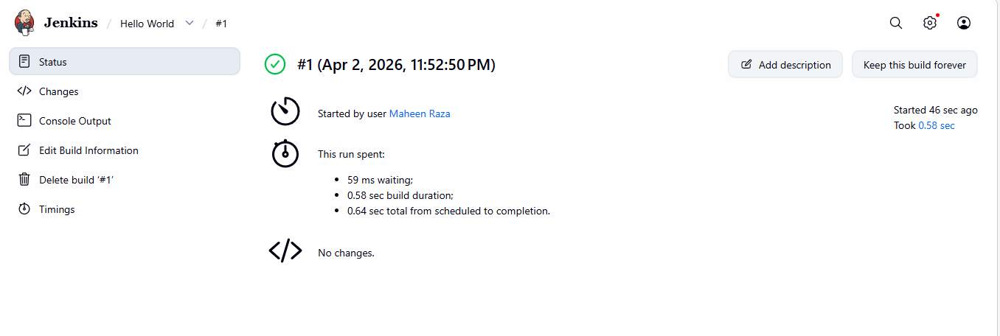 Jenkins / Hello World / #1
Status
Changes
Console Output
Edit Build Information
Delete build ‘#1’
Timings
#1 (Apr 2, 2026, 11:52:50 PM)
Add description
Keep this build forever
Started by user Maheen Raza
Started 46 sec ago
Took 0.58 sec
This run spent:
• 59 ms waiting;
• 0.58 sec build duration;
• 0.64 sec total from scheduled to completion.
No changes.